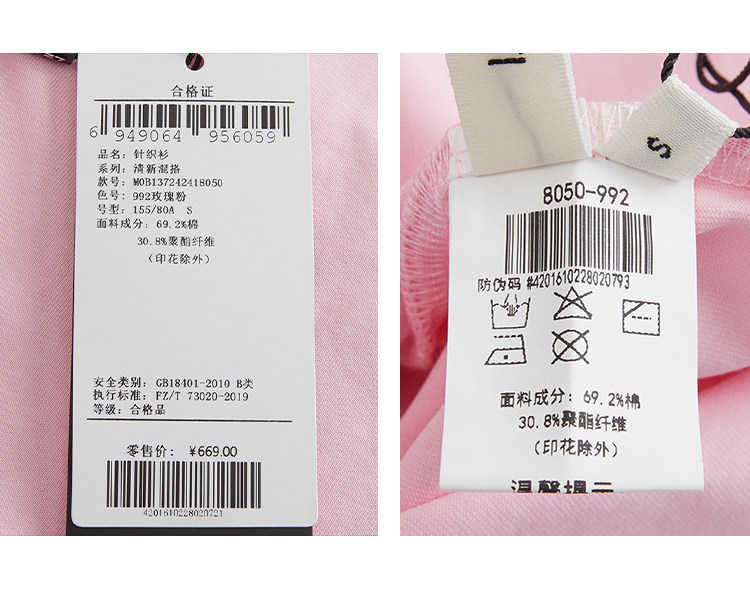 合格证
6 949064 956059
品名: 针织衫
系列: 清新混搭
款号: MOB137242418050
色号: 992玫瑰粉
号型: 155/80A S
面料成分: 69.2%棉
30.8%聚酯纤维
(印花除外)
安全类别: GB18401-2010 B类
执行标准: FZ/T 73020-2019
等级: 合格品
零售价: ¥669.00
4201610228020721
S
8050-992
防伪码 #4201610228020793
面料成分: 69.2%棉
30.8%聚酯纤维
(印花除外)
温馨提示